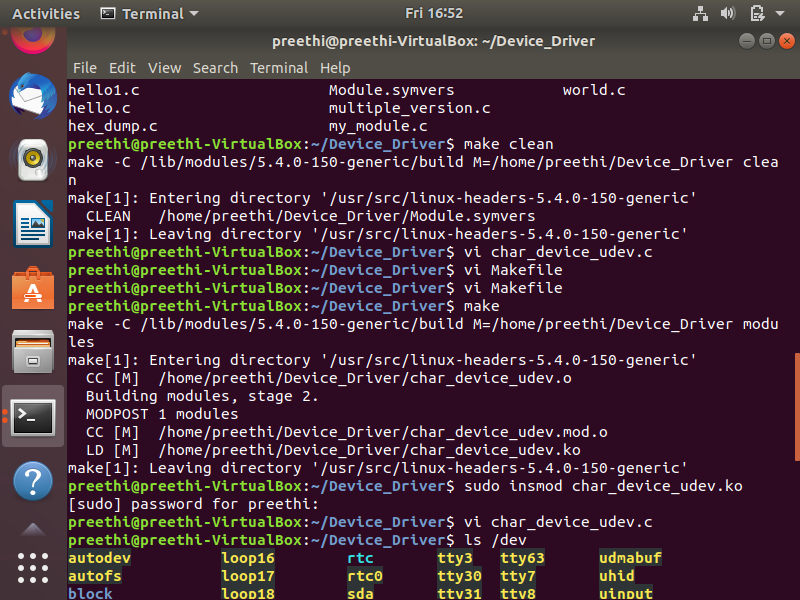 Activities Terminal Fri 16:52
preethi@preethi-VirtualBox: ~/Device_Driver
File Edit View Search Terminal Help
hello1.c Module.symvers world.c
hello.c multiple_version.c
hex_dump.c my_module.c
preethi@preethi-VirtualBox:~/Device_Driver$ make clean
make -C /lib/modules/5.4.0-150-generic/build M=/home/preethi/Device_Driver clea
n
make[1]: Entering directory '/usr/src/linux-headers-5.4.0-150-generic'
CLEAN /home/preethi/Device_Driver/Module.symvers
make[1]: Leaving directory '/usr/src/linux-headers-5.4.0-150-generic'
preethi@preethi-VirtualBox:~/Device_Driver$ vi char_device_udev.c
preethi@preethi-VirtualBox:~/Device_Driver$ vi Makefile
preethi@preethi-VirtualBox:~/Device_Driver$ vi Makefile
preethi@preethi-VirtualBox:~/Device_Driver$ make
make -C /lib/modules/5.4.0-150-generic/build M=/home/preethi/Device_Driver modu
les
make[1]: Entering directory '/usr/src/linux-headers-5.4.0-150-generic'
CC [M] /home/preethi/Device_Driver/char_device_udev.o
Building modules, stage 2.
MODPOST 1 modules
CC [M] /home/preethi/Device_Driver/char_device_udev.mod.o
LD [M] /home/preethi/Device_Driver/char_device_udev.ko
make[1]: Leaving directory '/usr/src/linux-headers-5.4.0-150-generic'
preethi@preethi-VirtualBox:~/Device_Driver$ sudo insmod char_device_udev.ko
[sudo] password for preethi:
preethi@preethi-VirtualBox:~/Device_Driver$ vi char_device_udev.c
preethi@preethi-VirtualBox:~/Device_Driver$ ls /dev
autodev loop16 rtc tty3 tty63 udmabuf
autofs loop17 rtc0 tty30 tty7 uhid
block loop18 sda tty31 tty8 uinput